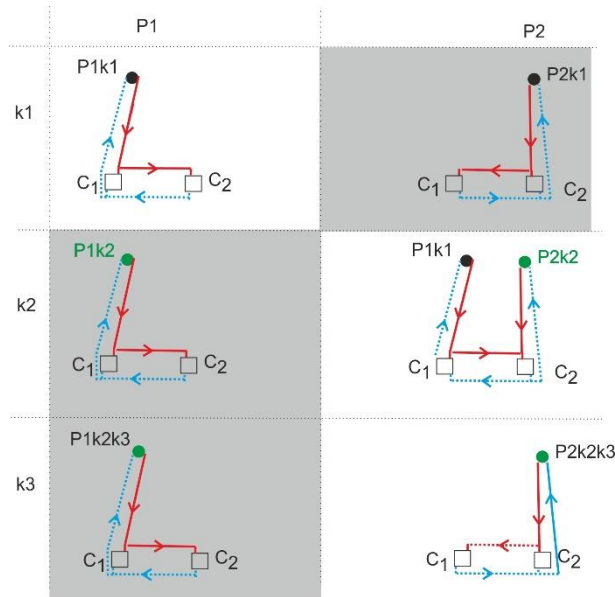 P1 P2
k1
P1k1 P2k1
C1 C2 C1 C2
k2
P1k2 P1k1 P2k2
C1 C2 C1 C2
k3
P1k2k3 P2k2k3
C1 C2 C1 C2